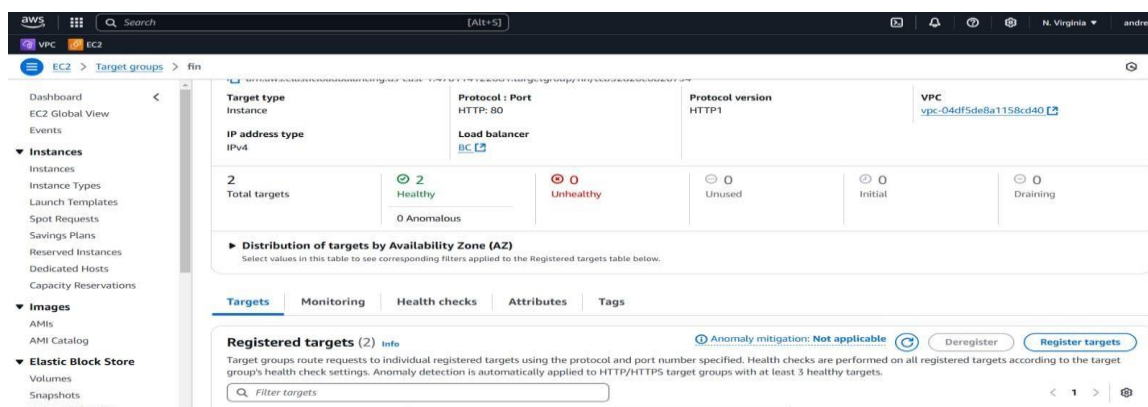 aws Search [Alt+S] N. Virginia ▼ andre
VPC EC2
EC2 > Target groups > fin
Dashboard
EC2 Global View
Events
▼ Instances
Instances
Instance Types
Launch Templates
Spot Requests
Savings Plans
Reserved Instances
Dedicated Hosts
Capacity Reservations
▼ Images
AMIs
AMI Catalog
▼ Elastic Block Store
Volumes
Snapshots
Target type
Instance
Protocol : Port
HTTP: 80
Protocol version
HTTP1
VPC
vpc-04df5de8a1158cd40
IP address type
IPv4
Load balancer
BC
2
Total targets
2
Healthy
0 Anomalous
0
Unhealthy
0
Unused
0
Initial
0
Draining
► Distribution of targets by Availability Zone (AZ)
Select values in this table to see corresponding filters applied to the Registered targets table below.
Targets Monitoring Health checks Attributes Tags
Registered targets (2) Info
Anomaly mitigation: Not applicable Deregister Register targets
Target groups route requests to individual registered targets using the protocol and port number specified. Health checks are performed on all registered targets according to the target
group's health check settings. Anomaly detection is automatically applied to HTTP/HTTPS target groups with at least 3 healthy targets.
Filter targets
< 1 >